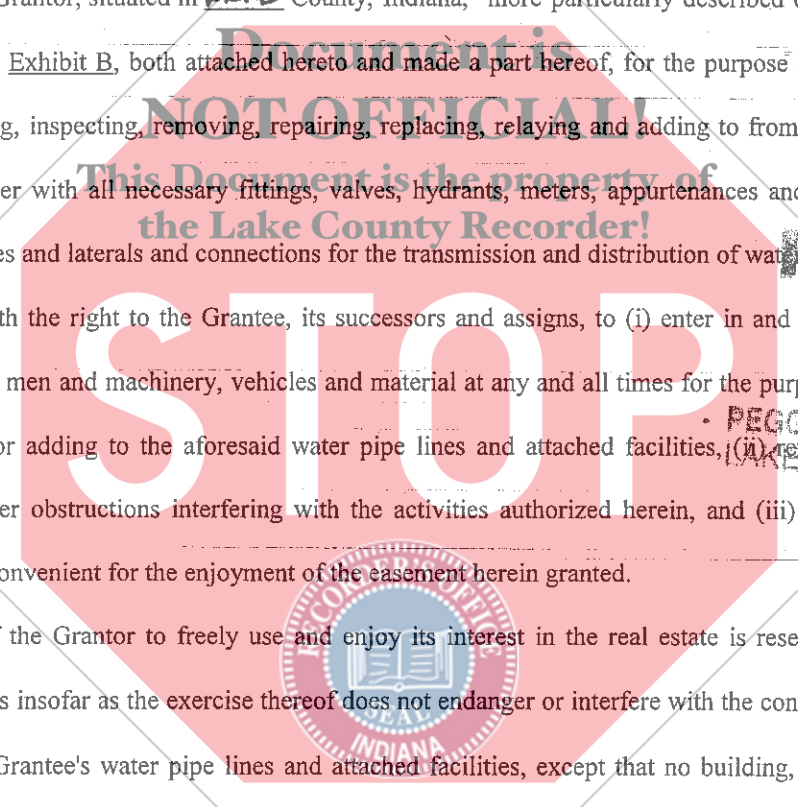 Grantor, situated in LAKE County, Indaina, more particularly described
Document is
Exhibit B, both attached hereto and made a part hereof, for the purpose
NOT OFFICIAL!
g, inspecting, removing, repairing, replacing, relaying and adding to from
This Document is the property of
er with all necessary fittings, valves, hydrants, meters, appurtenances and
the Lake County Recorder!
es and laterals and connections for the transmission and distribution of wat
th the right to the Grantee, its successors and assigns, to (i) enter in and
STOP
men and machinery, vehicles and material at any and all times for the purp
PEGG
or adding to the aforesaid water pipe lines and attached facilities, (ii) re
LAKE
er obstructions interfering with the activities authorized herein, and (iii)
onvenient for the enjoyment of the easement herein granted.
RECORDER'S OFFICE
f the Grantor to freely use and enjoy its interest in the real estate is rese
s insofar as the exercise thereof does not endanger or interfere with the con
SEAL
INDIANA
Grantee's water pipe lines and attached facilities, except that no building,